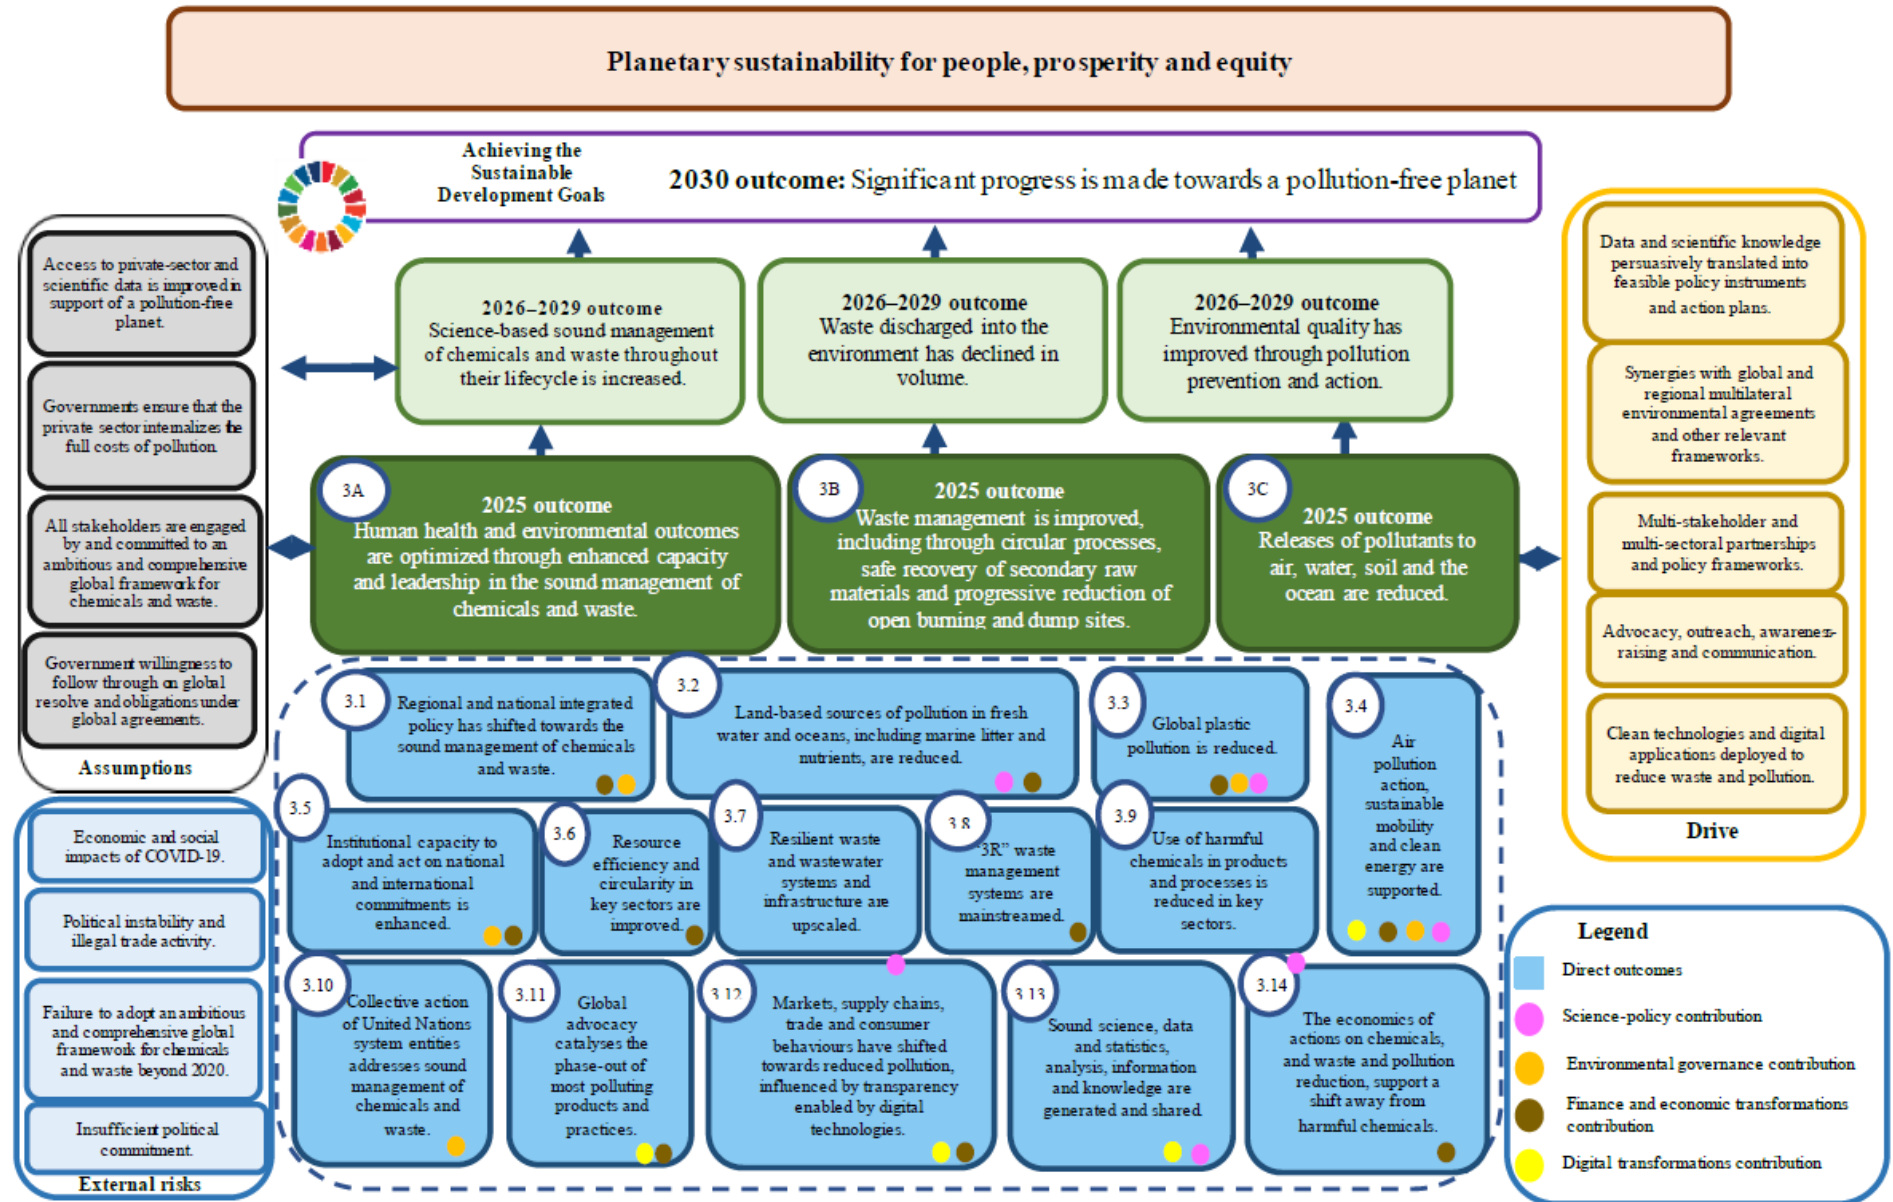 Planetary sustainability for people, prosperity and equity
Achieving the
Sustainable
Development Goals
2030 outcome: Significant progress is made towards a pollution-free planet
Access to private-sector and
scientific data is improved in
support of a pollution-free
planet.
Governments ensure that the
private sector internalizes the
full costs of pollution.
All stakeholders are engaged
by and committed to an
ambitious and comprehensive
global framework for
chemicals and waste.
Government willingness to
follow through on global
resolve and obligations under
global agreements.
Assumptions
Economic and social
impacts of COVID-19.
Political instability and
illegal trade activity.
Failure to adopt an ambitious
and comprehensive global
framework for chemicals
and waste beyond 2020.
Insufficient political
commitment.
External risks
2026–2029 outcome
Science-based sound management
of chemicals and waste throughout
their lifecycle is increased.
2026–2029 outcome
Waste discharged into the
environment has declined in
volume.
2026–2029 outcome
Environmental quality has
improved through pollution
prevention and action.
3A
2025 outcome
Human health and environmental outcomes
are optimized through enhanced capacity
and leadership in the sound management of
chemicals and waste.
3B
2025 outcome
Waste management is improved,
including through circular processes,
safe recovery of secondary raw
materials and progressive reduction of
open burning and dump sites.
3C
2025 outcome
Releases of pollutants to
air, water, soil and the
ocean are reduced.
3.1
Regional and national integrated
policy has shifted towards the
sound management of chemicals
and waste.
3.2
Land-based sources of pollution in fresh
water and oceans, including marine litter and
nutrients, are reduced.
3.3
Global plastic
pollution is reduced.
3.4
Air
pollution
action,
sustainable
mobility
and clean
energy are
supported.
3.5
Institutional capacity to
adopt and act on national
and international
commitments is
enhanced.
3.6
Resource
efficiency and
circularity in
key sectors are
improved.
3.7
Resilient waste
and wastewater
systems and
infrastructure are
upscaled.
3.8
“3R” waste
management
systems are
mainstreamed.
3.9
Use of harmful
chemicals in products
and processes is
reduced in key
sectors.
3.10
Collective action
of United Nations
system entities
addresses sound
management of
chemicals and
waste.
3.11
Global
advocacy
catalyses the
phase-out of
most polluting
products and
practices.
3.12
Markets, supply chains,
trade and consumer
behaviours have shifted
towards reduced pollution,
influenced by transparency
enabled by digital
technologies.
3.13
Sound science, data
and statistics,
analysis, information
and knowledge are
generated and shared
3.14
The economics of
actions on chemicals,
and waste and pollution
reduction, support a
shift away from
harmful chemicals.
Data and scientific knowledge
persuasively translated into
feasible policy instruments
and action plans.
Synergies with global and
regional multilateral
environmental agreements
and other relevant
frameworks.
Multi-stakeholder and
multi-sectoral partnerships
and policy frameworks.
Advocacy, outreach, awareness-
raising and communication.
Clean technologies and digital
applications deployed to
reduce waste and pollution.
Drive
Legend
Direct outcomes
Science-policy contribution
Environmental governance contribution
Finance and economic transformations
contribution
Digital transformations contribution